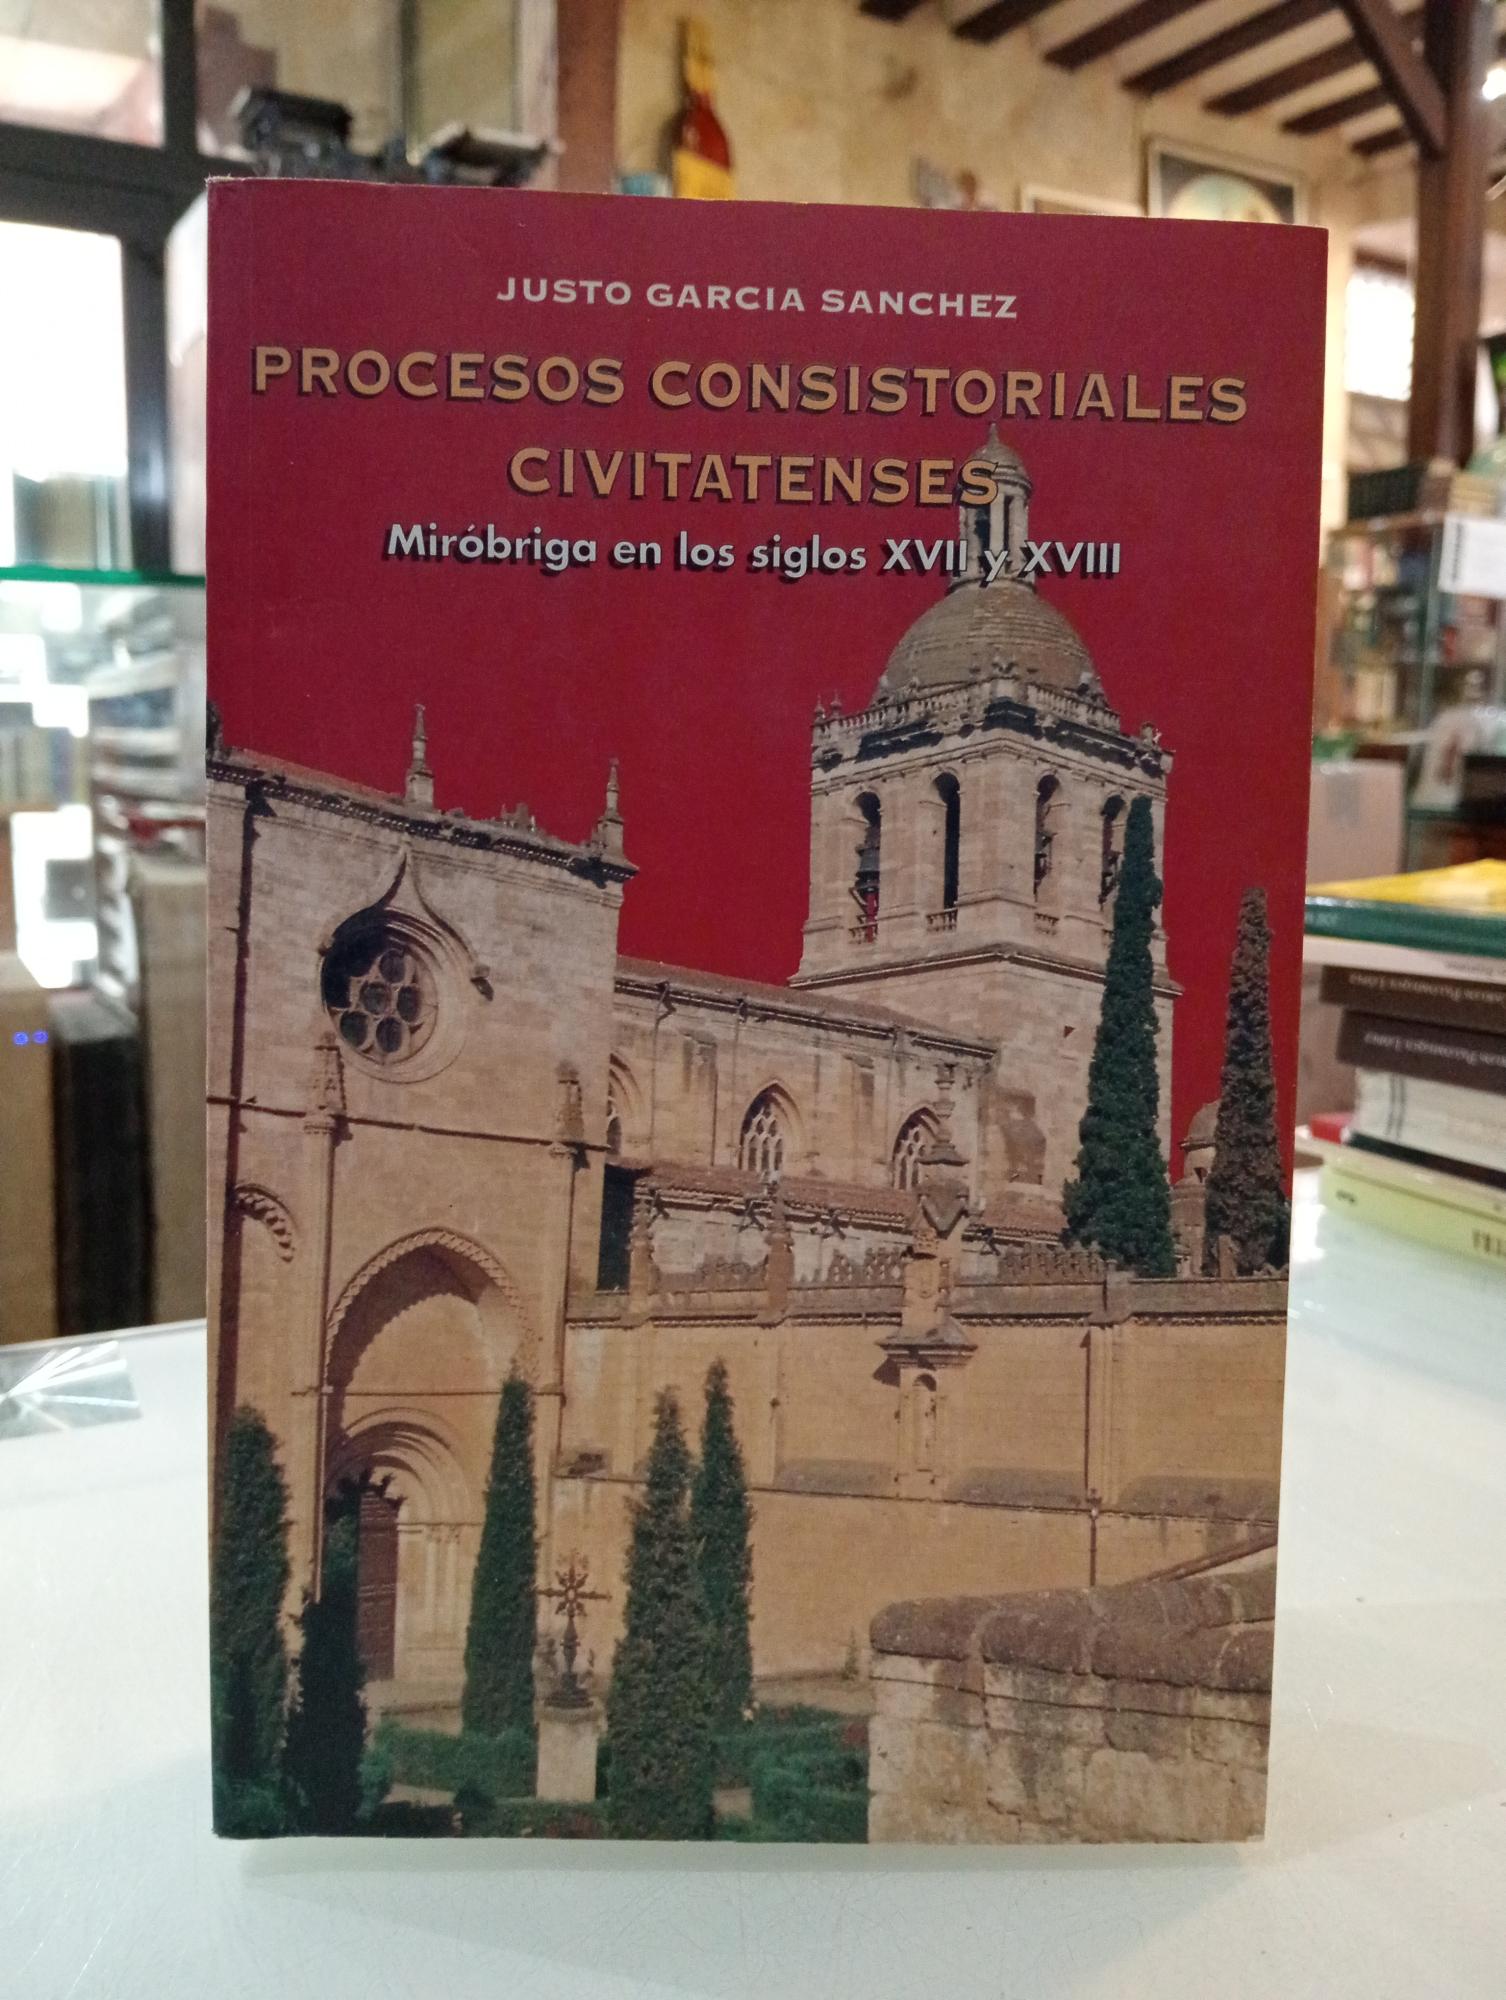 JUSTO GARCIA SANCHEZ
PROCESOS CONSISTORIALES
CIVITATENSES
Miróbriga en los siglos XVII y XVIII